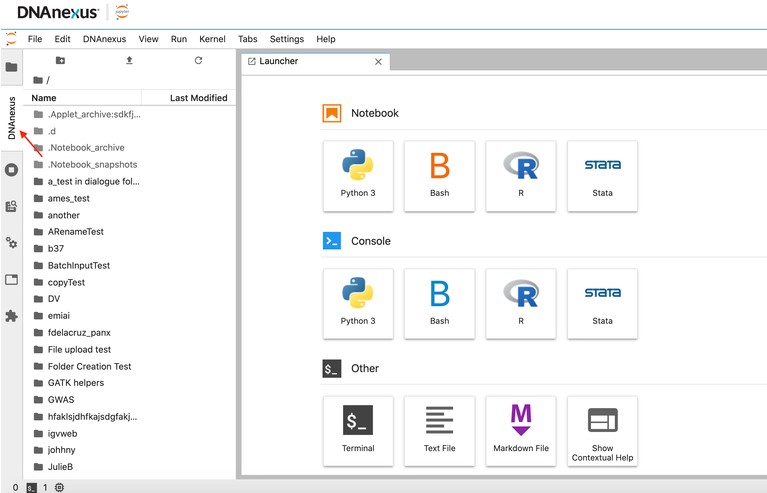 DNAnexus jupyter
File Edit DNAnexus View Run Kernel Tabs Settings Help
DNAnexus
/
Name Last Modified
.Applet_archive:sdkfj...
.d
.Notebook_archive
.Notebook_snapshots
a_test in dialogue fol...
ames_test
another
ARenameTest
b37
BatchInputTest
copyTest
DV
emiai
fdelacruz_panx
File upload test
Folder Creation Test
GATK helpers
GWAS
hfaklsjdhfkajsdgfakj...
igvweb
johhny
JulieB
Launcher
Notebook
Python 3
B
Bash
R
R
STATA
Stata
Console
Python 3
B
Bash
R
R
STATA
Stata
$_ Other
$_
Terminal
Text File
M
Markdown File
Show
Contextual Help
0 $_ 1